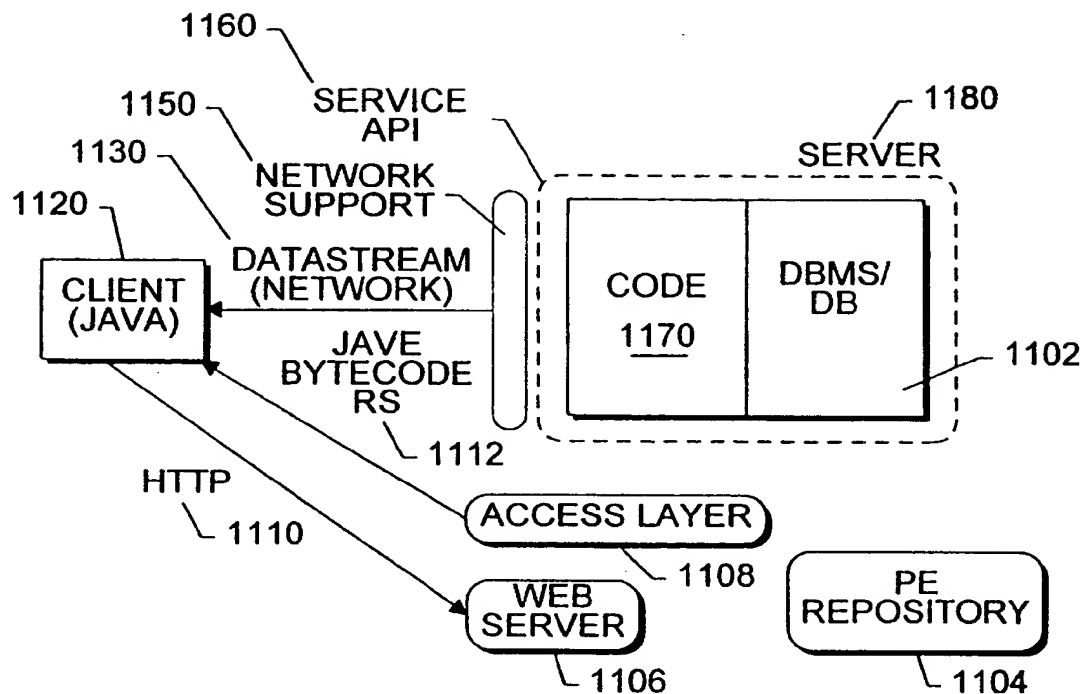 1160
SERVICE
API
1150
1180
SERVER
1130
NETWORK
SUPPORT
1120
DATASTREAM
(NETWORK)
CLIENT
(JAVA)
CODE
1170
DBMS/
DB
JAVE
BYTECODE
RS
1102
1112
HTTP
1110
ACCESS LAYER
1108
WEB
SERVER
1106
PE
REPOSITORY
1104